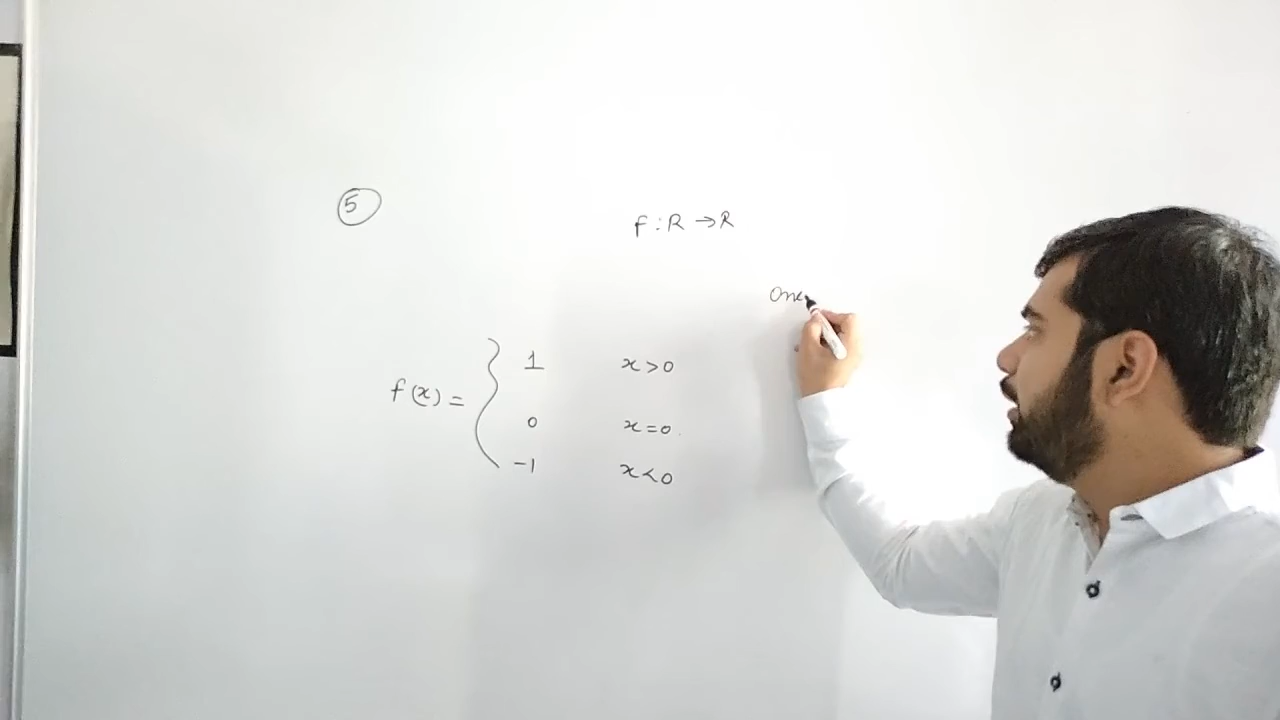 5
f : R → R
One
f(x) = { 1 x > 0
0 x = 0.
-1 x < 0